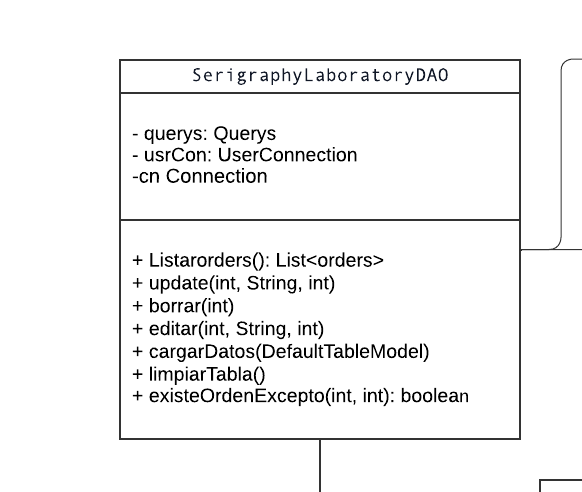 SerigraphyLaboratoryDAO
- querys: Querys
- usrCon: UserConnection
-cn Connection
+ Listarorders(): List<orders>
+ update(int, String, int)
+ borrar(int)
+ editar(int, String, int)
+ cargarDatos(DefaultTableModel)
+ limpiarTabla()
+ existeOrdenExcepto(int, int): boolean